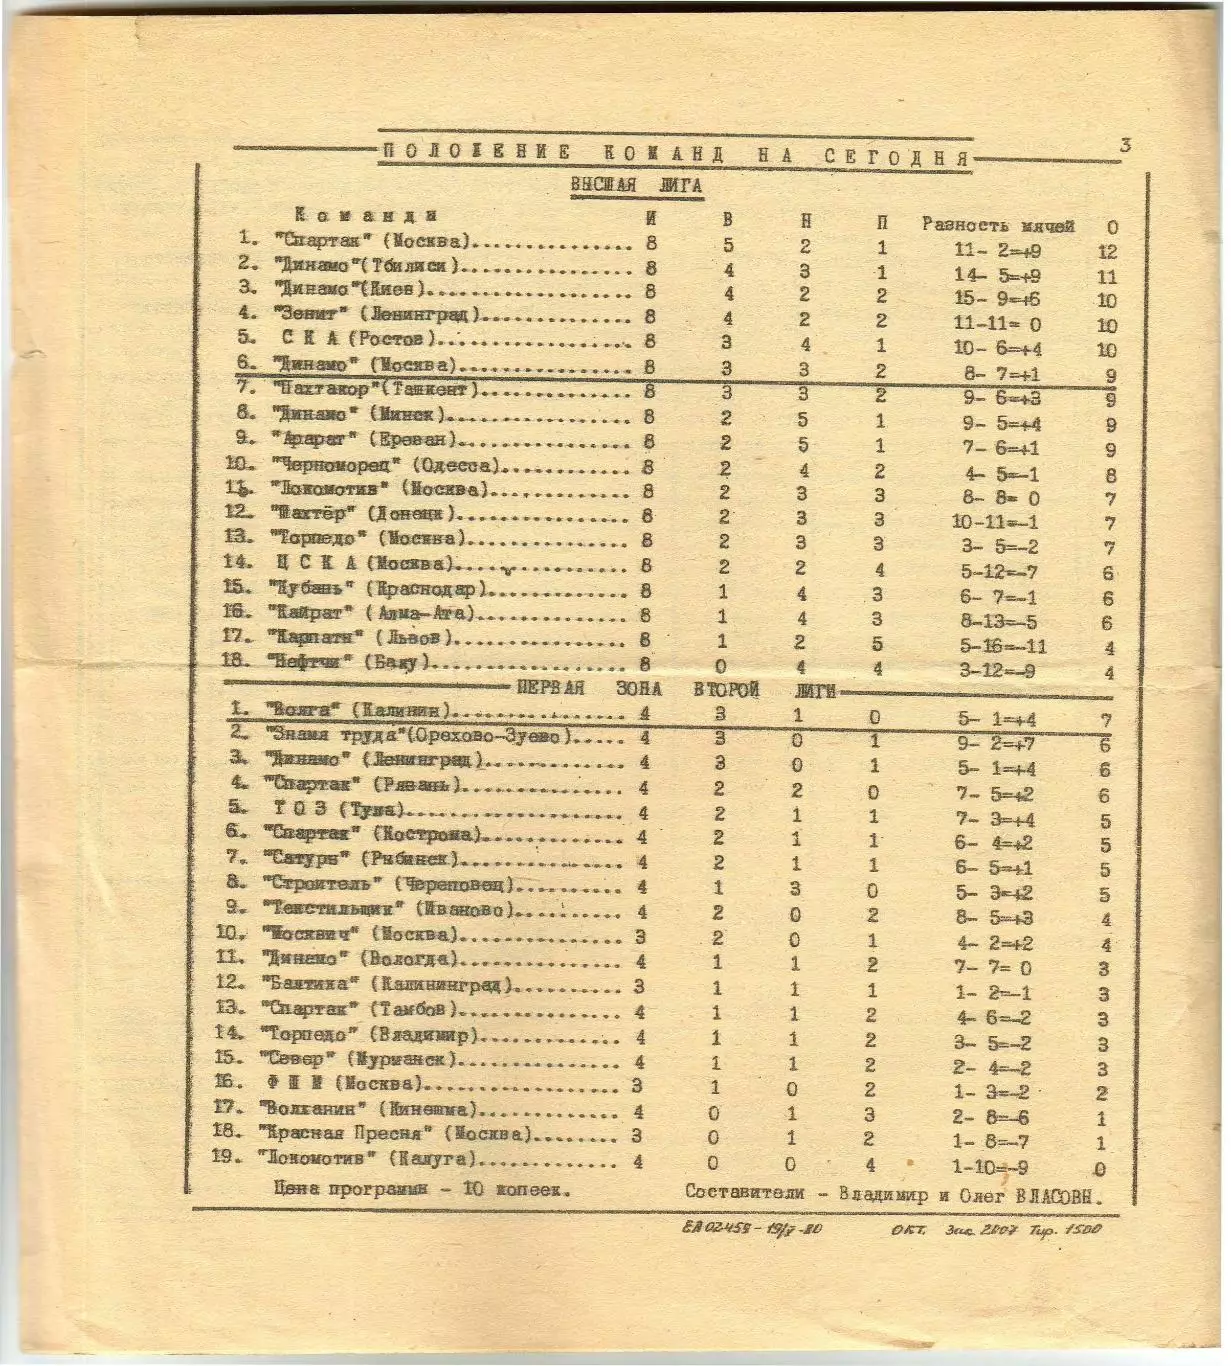 3
ПОЛОЖЕНИЕ КОМАНД НА СЕГОДНЯ
ВЫСШАЯ ЛИГА
Команды И В Н П Разность мячей О
1. "Спартак" (Москва)................ 8 5 2 1 11- 2=+9 12
2. "Динамо"(Тбилиси)................. 8 4 3 1 14- 5=+9 11
3. "Динамо"(Киев).................... 8 4 2 2 15- 9=+6 10
4. "Зенит" (Ленинград)............... 8 4 2 2 11-11= 0 10
5. С К А (Ростов).................... 8 3 4 1 10- 6=+4 10
6. "Динамо" (Москва)................. 8 3 3 2 8- 7=+1 9
7. "Пахтакор"(Ташкент)............... 8 3 3 2 9- 6=+3 9
8. "Динамо" (Минск).................. 8 2 5 1 9- 5=+4 9
9. "Арарат" (Ереван)................. 8 2 5 1 7- 6=+1 9
10. "Черноморец" (Одесса)............. 8 2 4 2 4- 5=-1 8
11. "Локомотив" (Москва).............. 8 2 3 3 8- 8= 0 7
12. "Шахтёр" (Донецк)................. 8 2 3 3 10-11=-1 7
13. "Торпедо" (Москва)................ 8 2 3 3 3- 5=-2 7
14. Ц С К А (Москва).................. 8 2 2 4 5-12=-7 6
15. "Кубань" (Краснодар).............. 8 1 4 3 6- 7=-1 6
16. "Кайрат" (Алма-Ата)............... 8 1 4 3 8-13=-5 6
17. "Карпаты" (Львов)................. 8 1 2 5 5-16=-11 4
18. "Нефтчи" (Баку)................... 8 0 4 4 3-12=-9 4
ПЕРВАЯ ЗОНА ВТОРОЙ ЛИГИ
1. "Волга" (Калинин)................. 4 3 1 0 5- 1=+4 7
2. "Знамя труда"(Орехово-Зуево)..... 4 3 0 1 9- 2=+7 6
3. "Динамо" (Ленинград).............. 4 3 0 1 5- 1=+4 6
4. "Спартак" (Рязань)................ 4 2 2 0 7- 5=+2 6
5. Т О З (Тула)...................... 4 2 1 1 7- 3=+4 5
6. "Спартак" (Кострома).............. 4 2 1 1 6- 4=+2 5
7. "Сатурн" (Рыбинск)................ 4 2 1 1 6- 5=+1 5
8. "Строитель" (Череповец)........... 4 1 3 0 5- 3=+2 5
9. "Текстильщик" (Иваново)........... 4 2 0 2 8- 5=+3 4
10. "Москвич" (Москва)................ 3 2 0 1 4- 2=+2 4
11. "Динамо" (Вологда)................ 4 1 1 2 7- 7= 0 3
12. "Балтика" (Калининград)........... 3 1 1 1 1- 2=-1 3
13. "Спартак" (Тамбов)................ 4 1 1 2 4- 6=-2 3
14. "Торпедо" (Владимир).............. 4 1 1 2 3- 5=-2 3
15. "Север" (Мурманск)................ 4 1 1 2 2- 4=-2 3
16. Ф Ш М (Москва).................... 3 1 0 2 1- 3=-2 2
17. "Волжанин" (Кинешма).............. 4 0 1 3 2- 8=-6 1
18. "Красная Пресня" (Москва)........ 3 0 1 2 1- 8=-7 1
19. "Локомотив" (Калуга).............. 4 0 0 4 1-10=-9 0
Цена программы - 10 копеек. Составители - Владимир и Олег ВЛАСОВЫ.
ЕА 02459-19/V-80 ОКТ. Зак. 2007 Тир. 1500